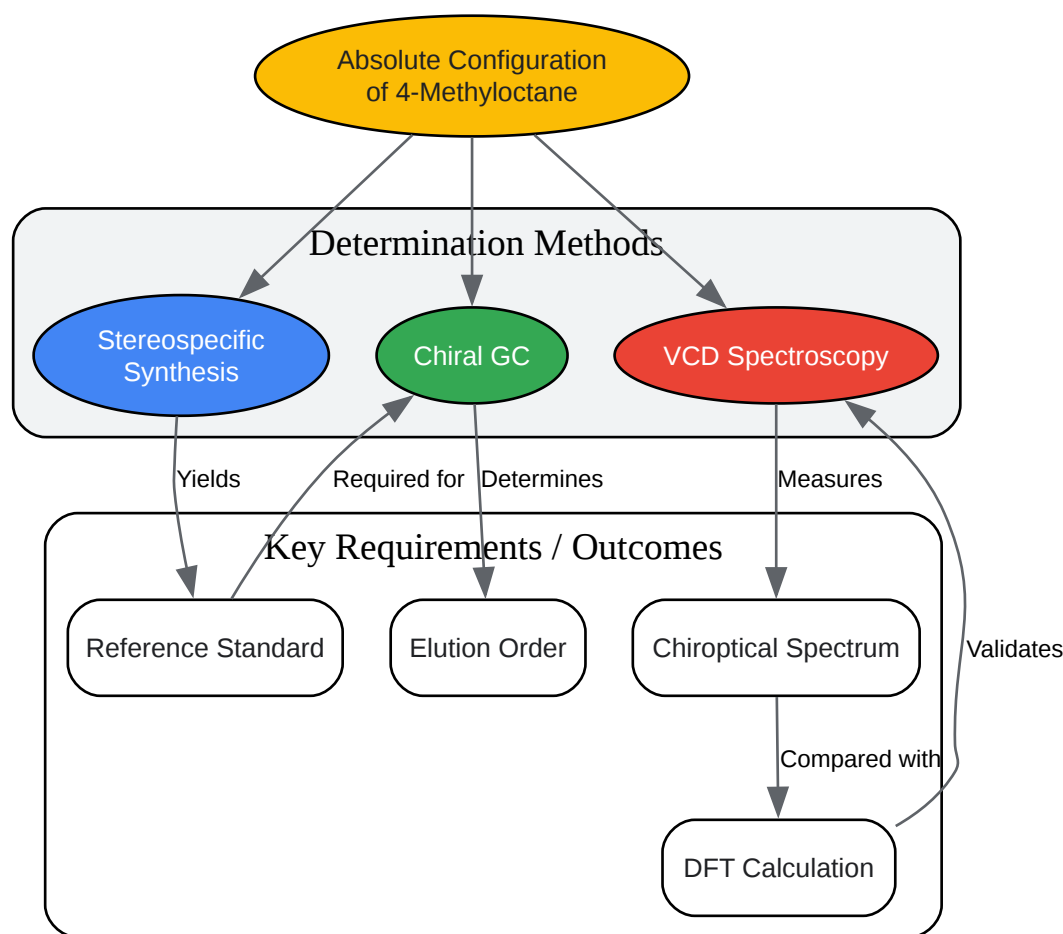 Absolute Configuration
of 4-Methyloctane
Determination Methods
Stereospecific
Synthesis
Chiral GC
VCD Spectroscopy
Yields
Required for
Determines
Measures
Key Requirements / Outcomes
Reference Standard
Elution Order
Chiroptical Spectrum
Validates
Compared with
DFT Calculation